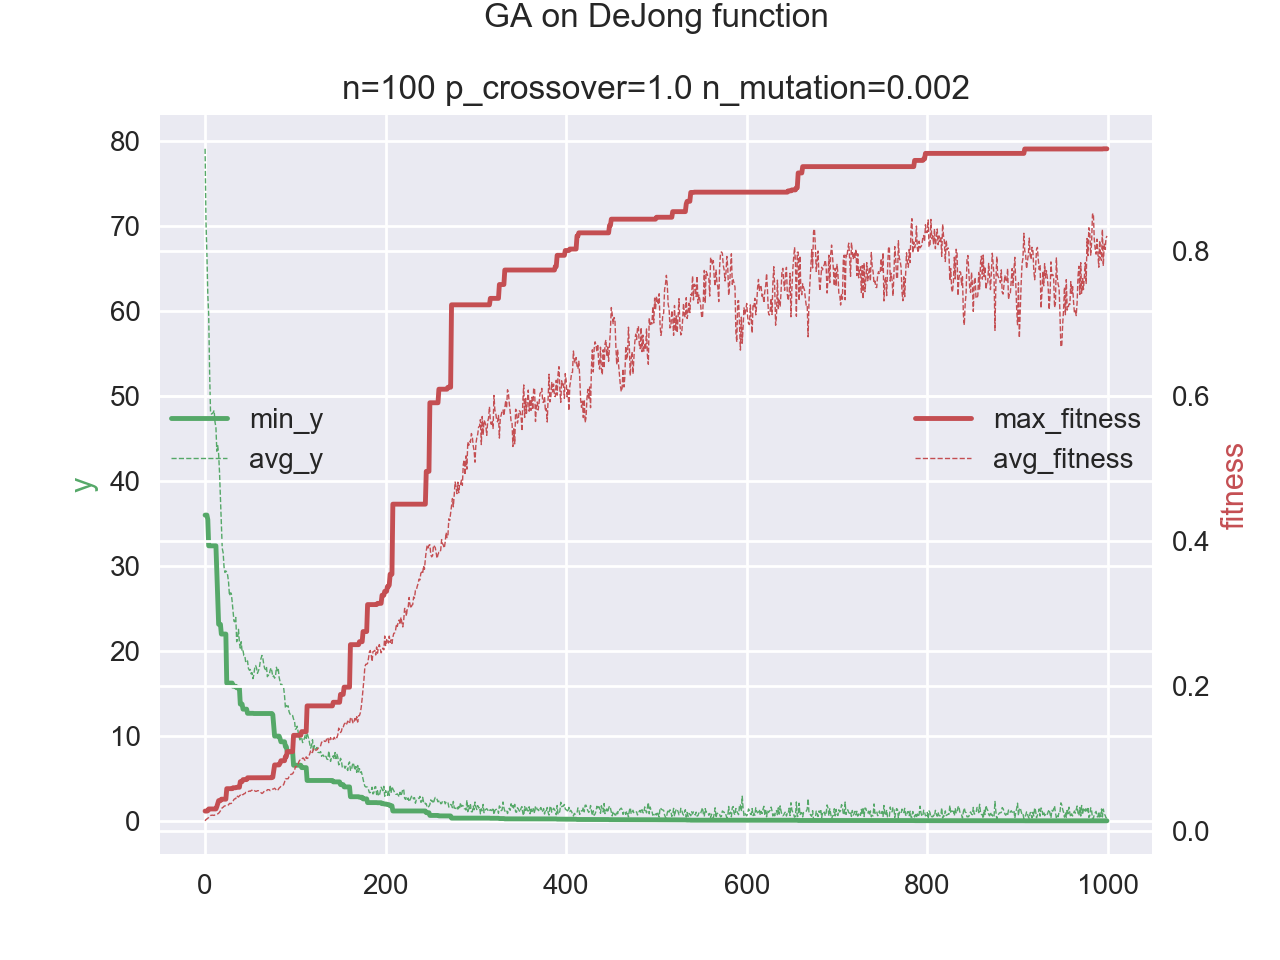 GA on DeJong function
n=100 p_crossover=1.0 n_mutation=0.002
80
70
60
50
40
30
20
10
0
y
min_y
avg_y
max_fitness
avg_fitness
0.8
0.6
0.4
0.2
0.0
fitness
0 200 400 600 800 1000